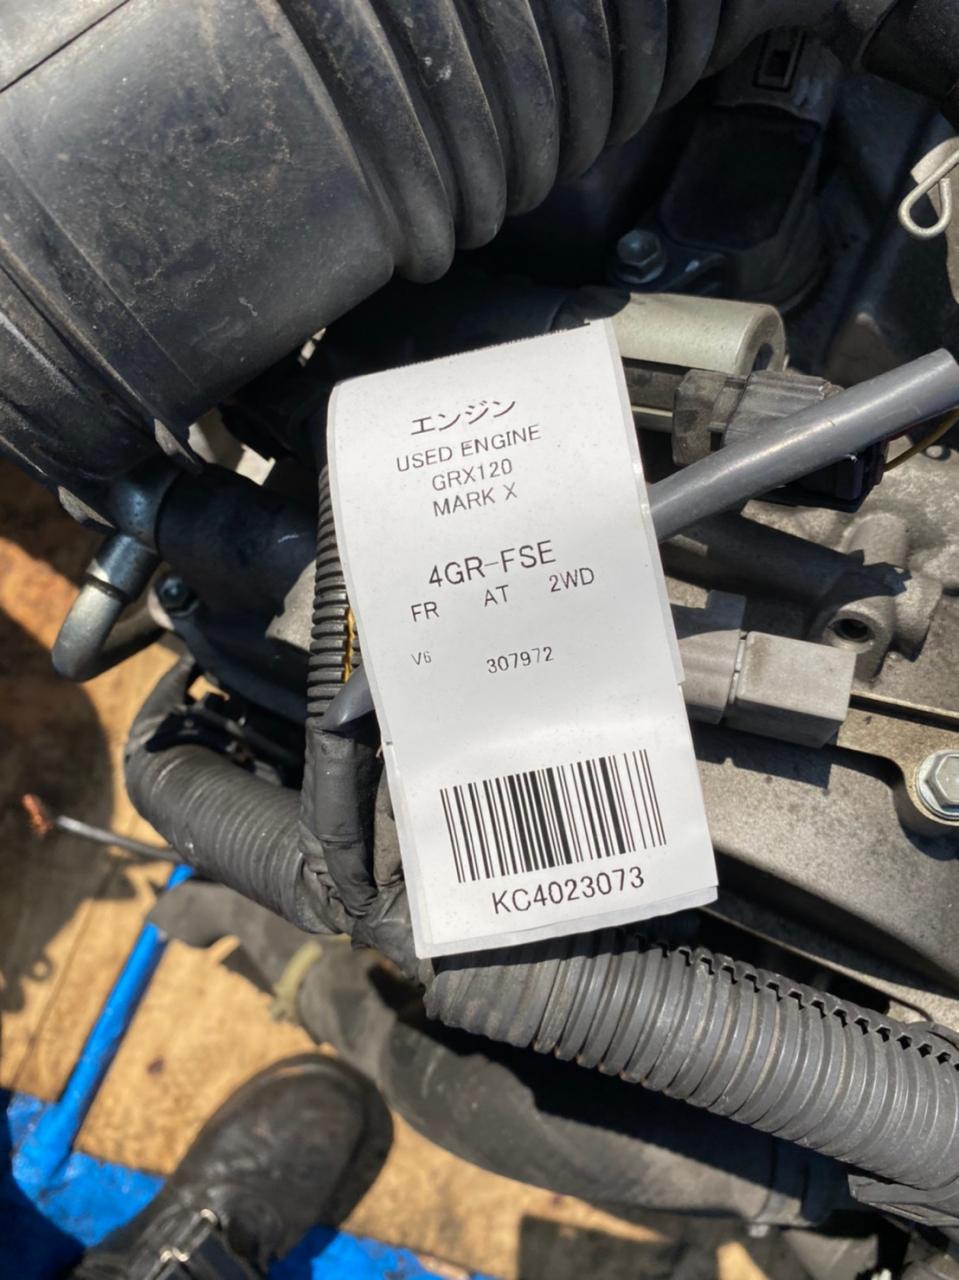 エンジン
USED ENGINE
GRX120
MARK X
4GR-FSE
FR AT 2WD
V6 307972
KC4023073